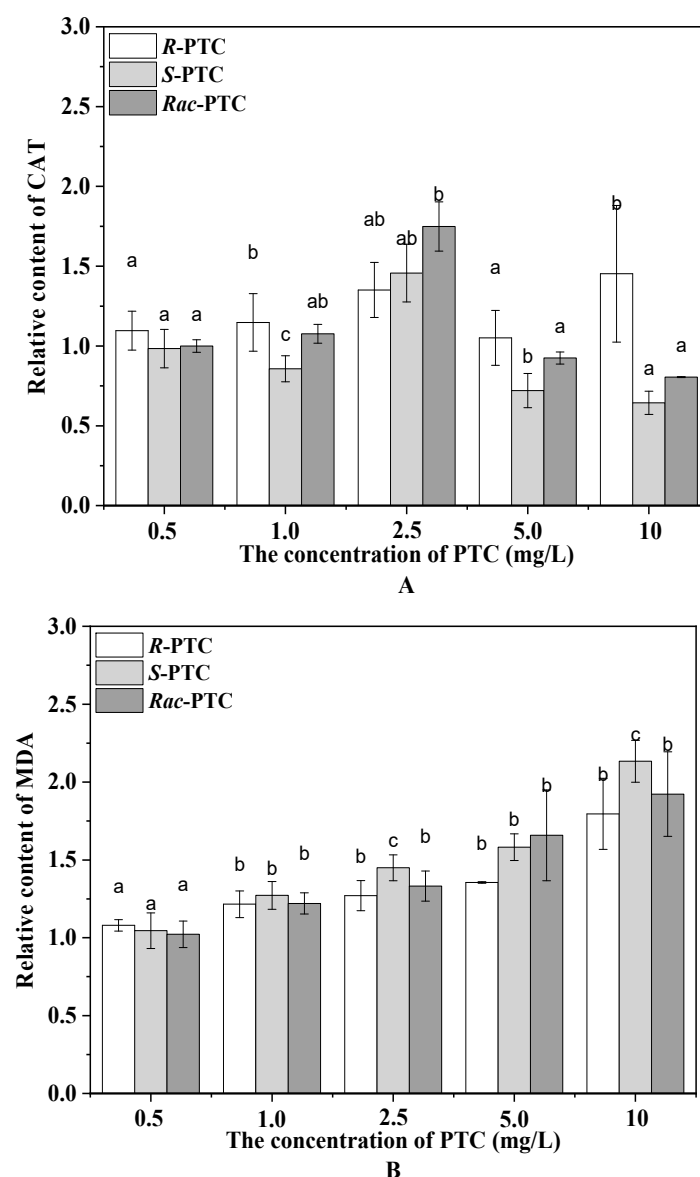 3.0
R-PTC
S-PTC
2.5
Rac-PTC
b
2.0
ab
ab
b
b
a
1.5
ab
a
a
a
a
c
b
a
a
1.0
0.5
0.0
Relative content of CAT
0.5 1.0 2.5 5.0 10
The concentration of PTC (mg/L)
A
3.0
R-PTC
S-PTC
2.5
Rac-PTC
c
b
b
2.0
b
b
b
c
b
b
b
b
b
1.5
a
a
a
1.0
0.5
0.0
Relative content of MDA
0.5 1.0 2.5 5.0 10
The concentration of PTC (mg/L)
B